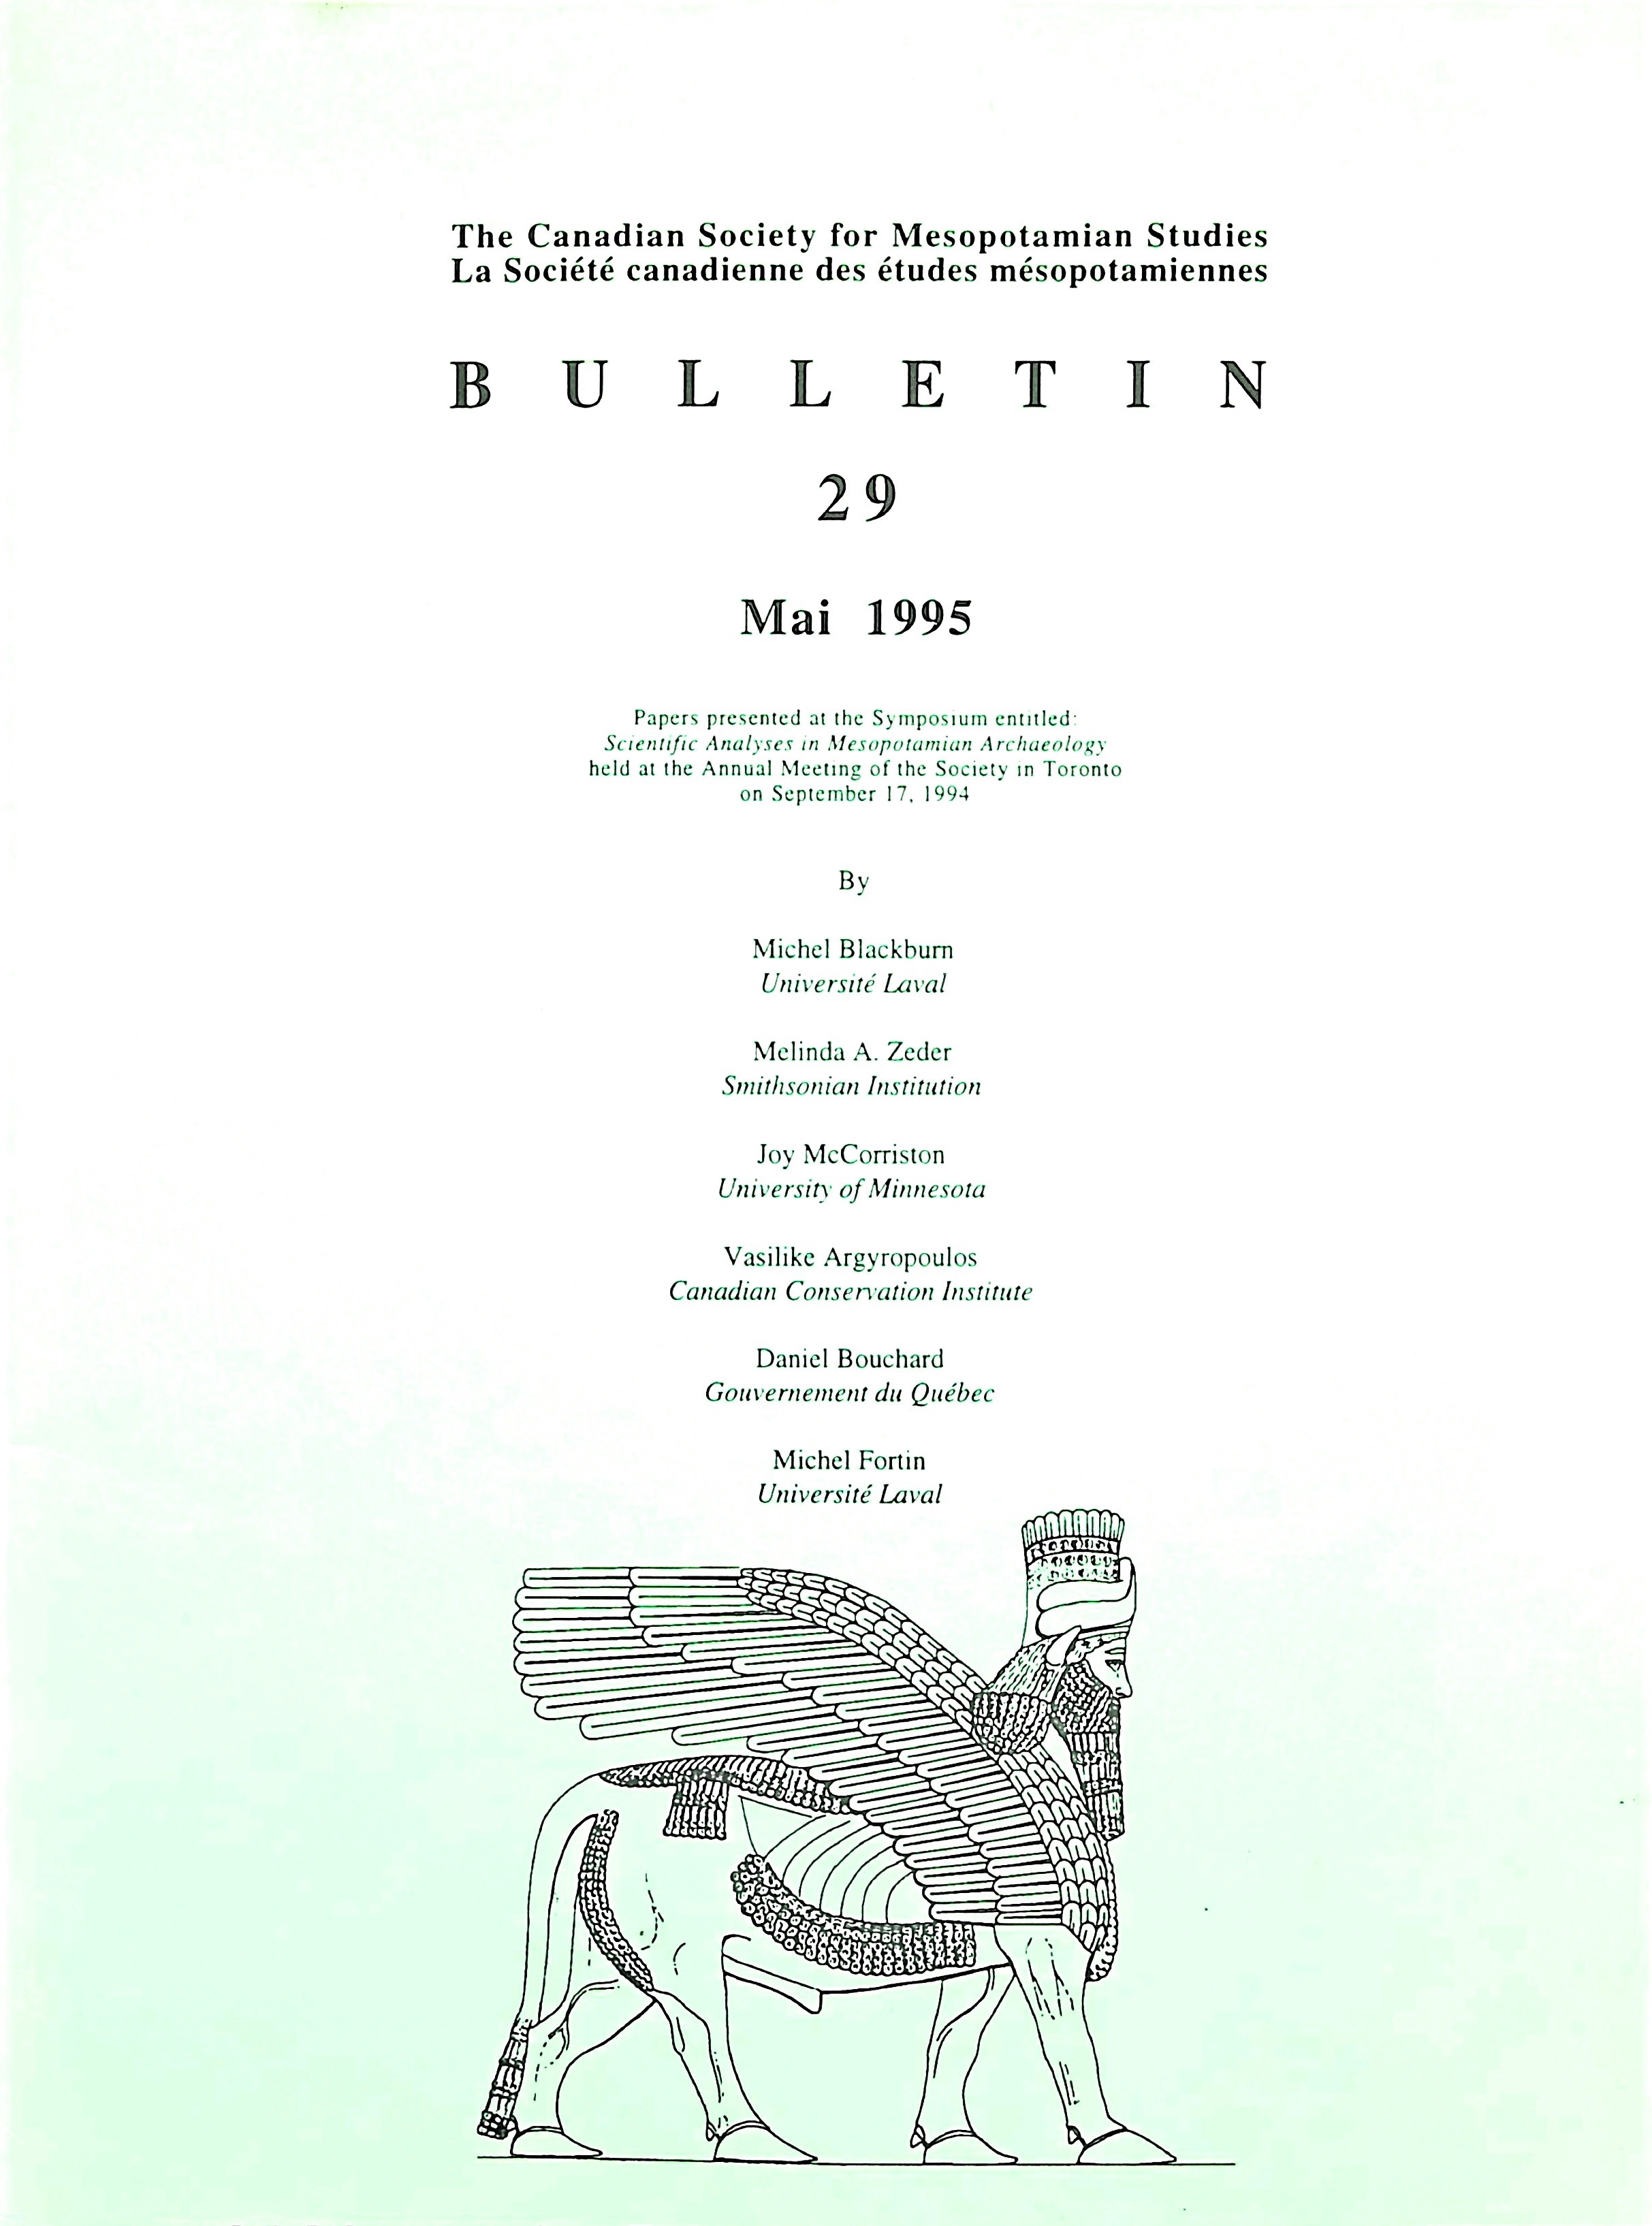 The Canadian Society for Mesopotamian Studies
La Société canadienne des études mésopotamiennes
BULLETIN
29
Mai 1995
Papers presented at the Symposium entitled:
Scientific Analyses in Mesopotamian Archaeology
held at the Annual Meeting of the Society in Toronto
on September 17, 1994
By
Michel Blackburn
Université Laval
Melinda A. Zeder
Smithsonian Institution
Joy McCorriston
University of Minnesota
Vasilike Argyropoulos
Canadian Conservation Institute
Daniel Bouchard
Gouvernement du Québec
Michel Fortin
Université Laval